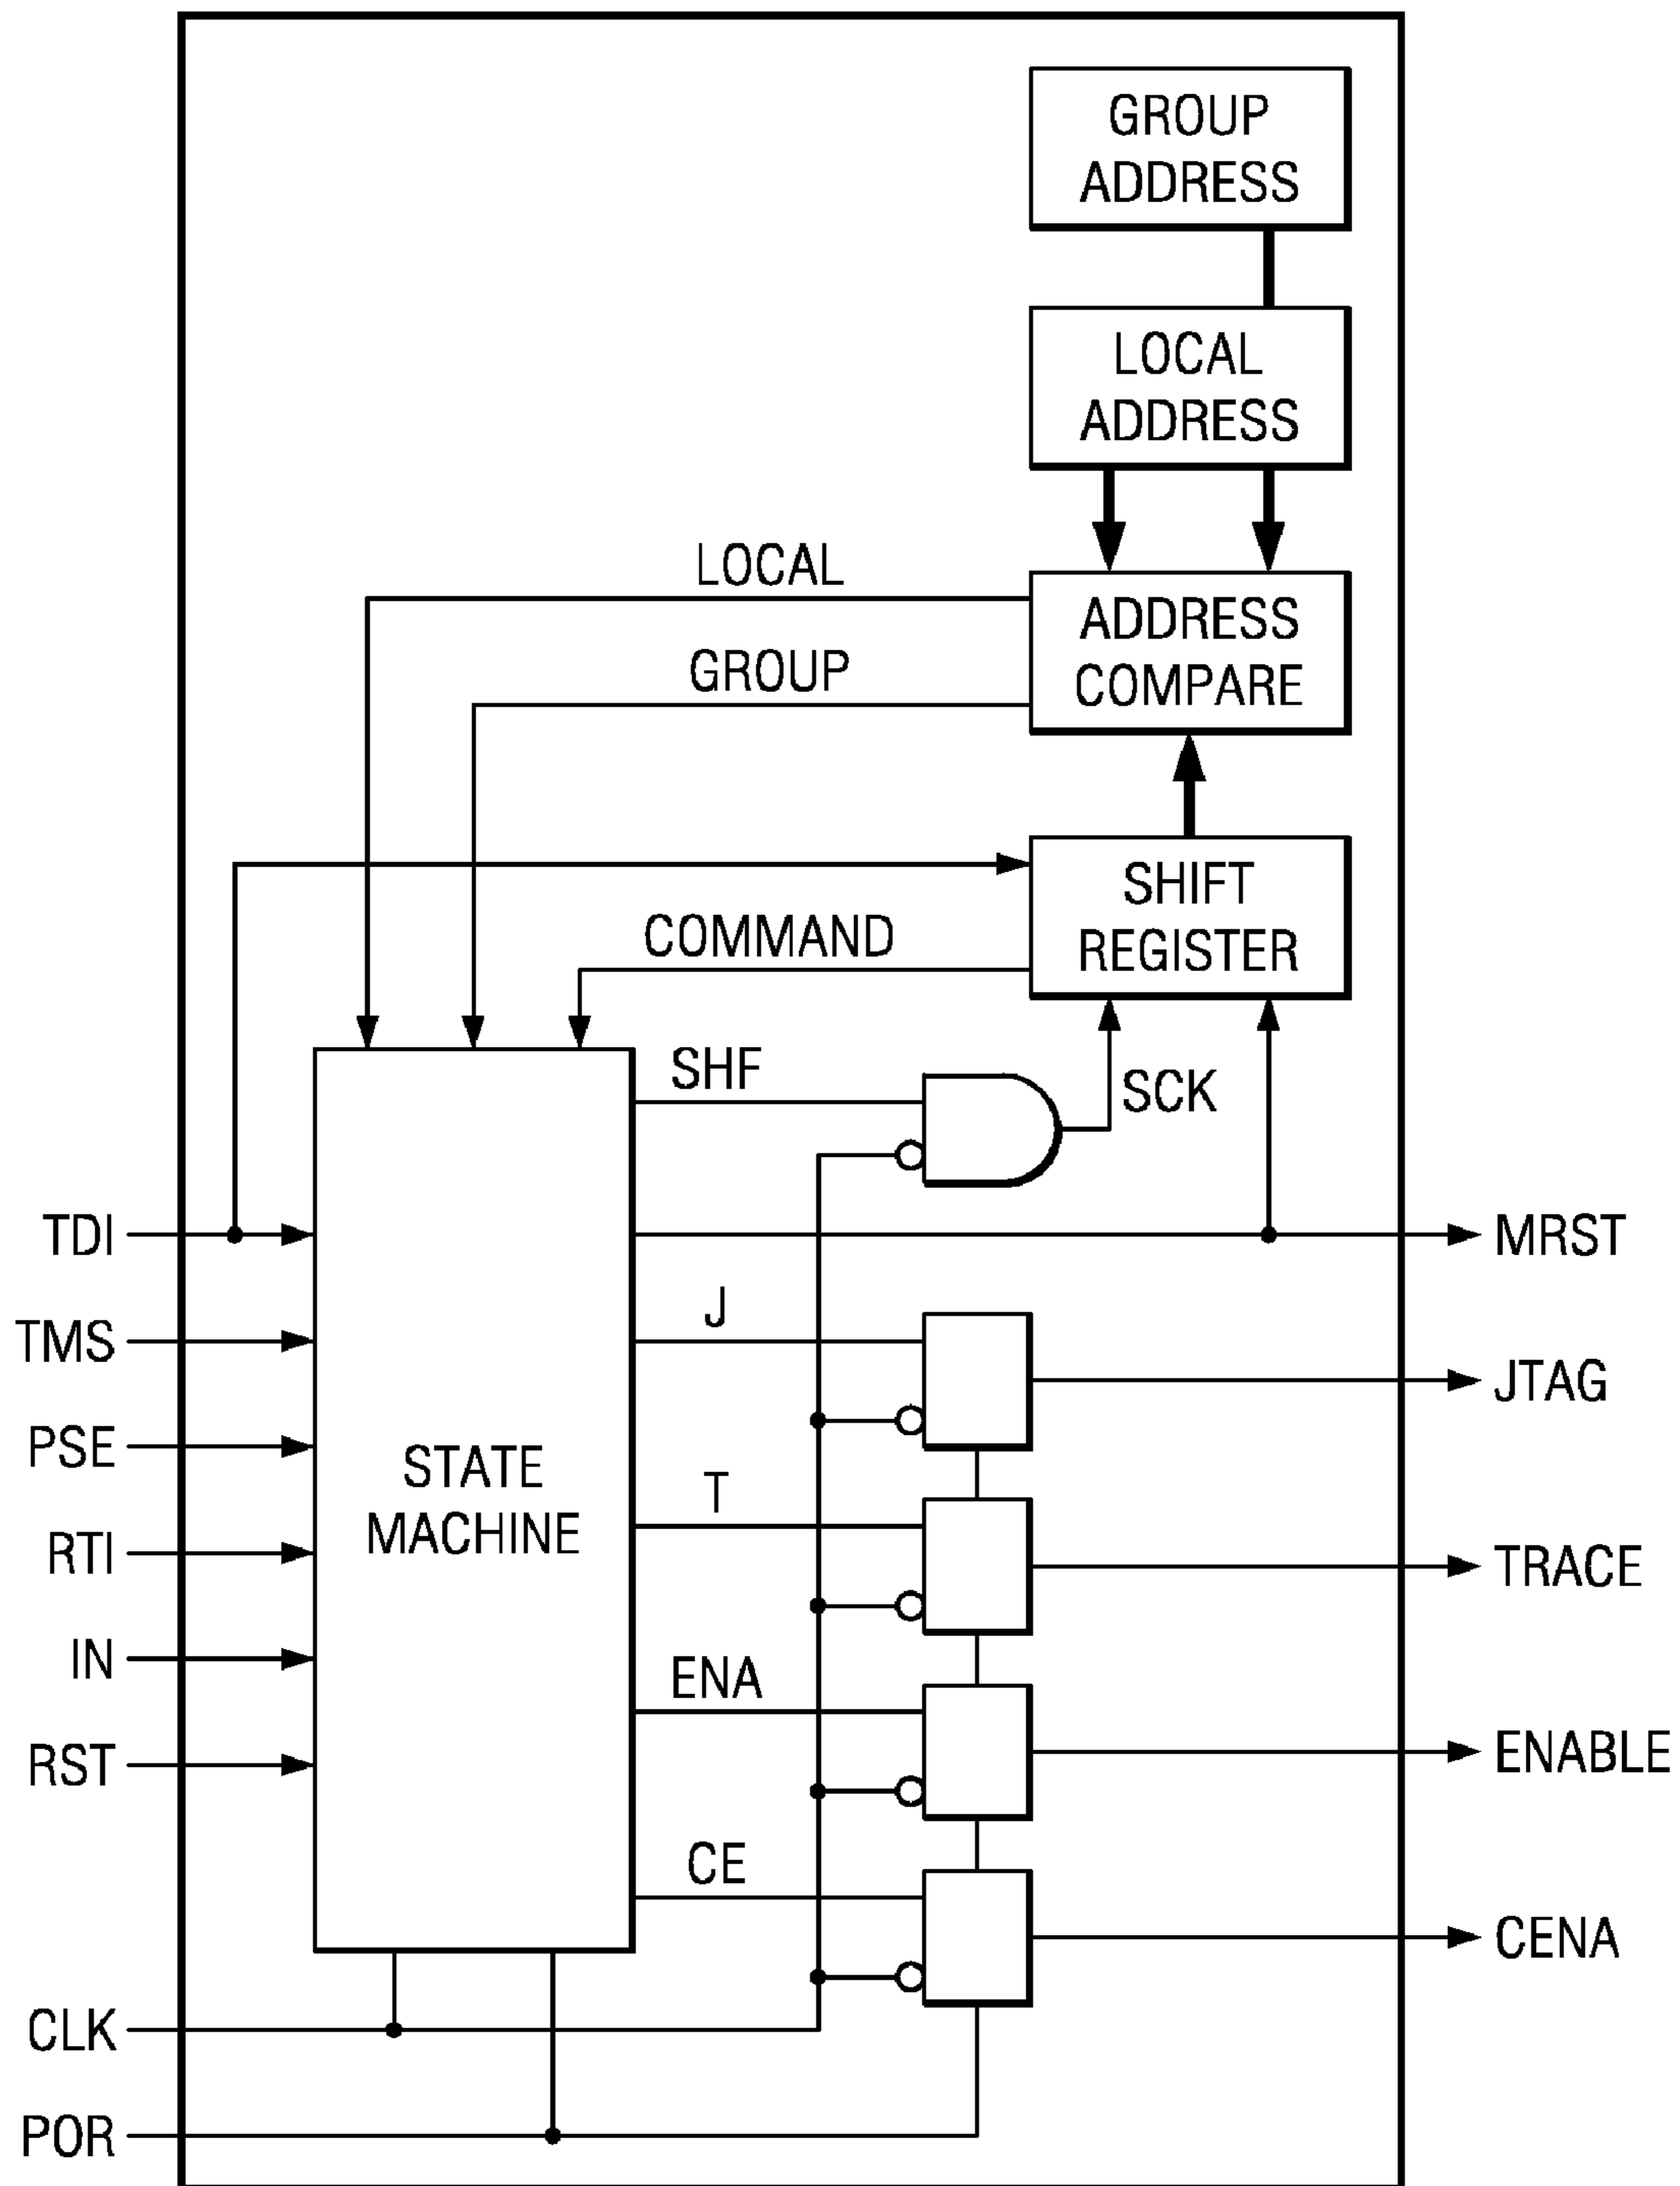 GROUP
ADDRESS
LOCAL
ADDRESS
LOCAL
ADDRESS
COMPARE
GROUP
SHIFT
REGISTER
COMMAND
SHF
SCK
TDI
MRST
J
TMS
JTAG
PSE
STATE
MACHINE
T
RTI
TRACE
IN
ENA
RST
ENABLE
CE
CENA
CLK
POR